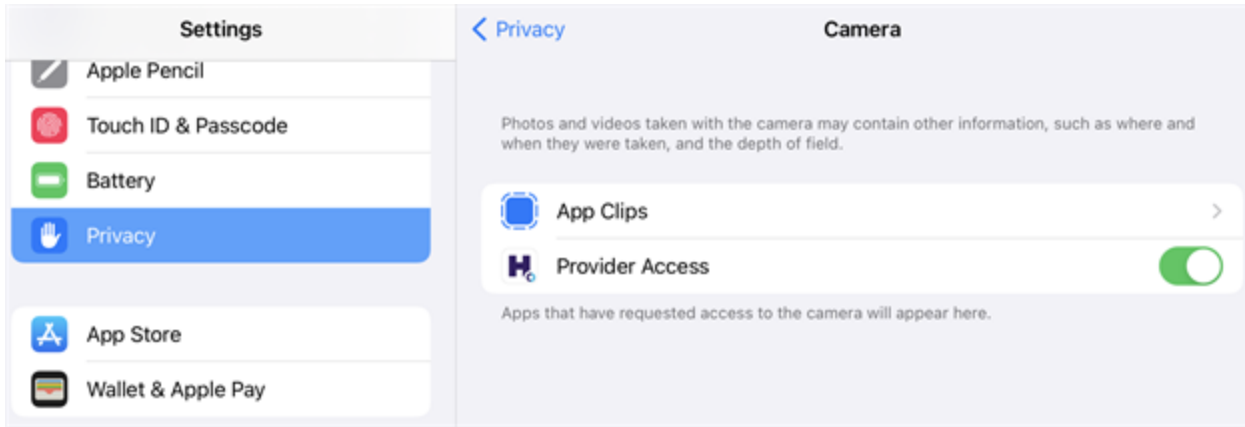 Settings
Apple Pencil
Touch ID & Passcode
Battery
Privacy
App Store
Wallet & Apple Pay
Privacy
Camera
Photos and videos taken with the camera may contain other information, such as where and
when they were taken, and the depth of field.
App Clips
Provider Access
Apps that have requested access to the camera will appear here.